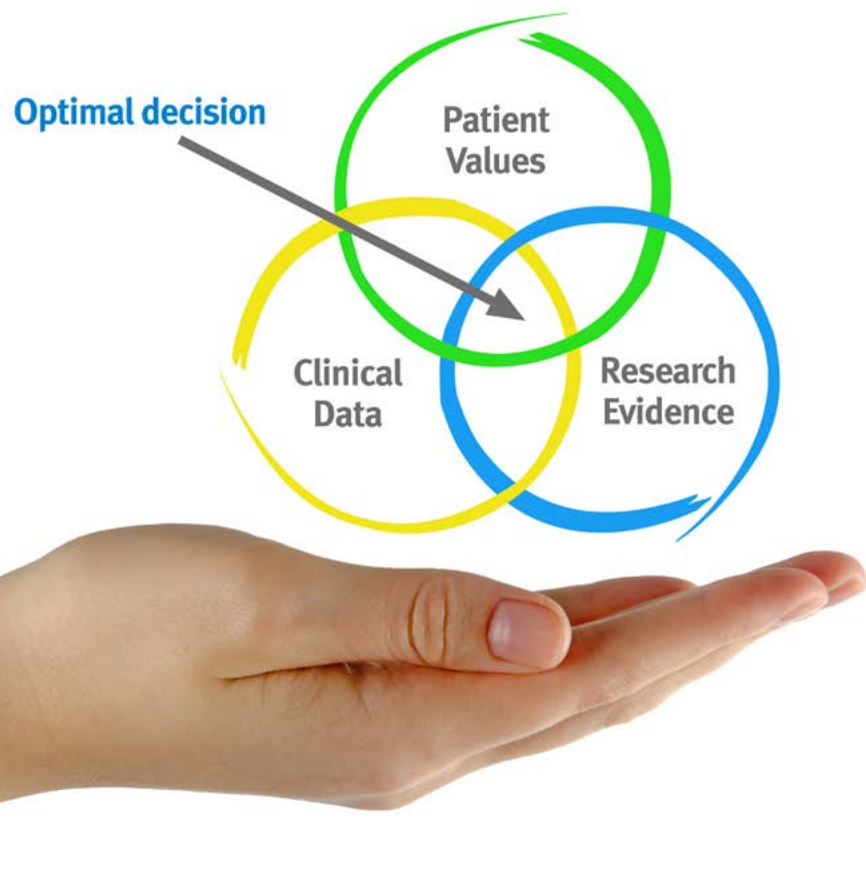 Optimal decision
Patient
Values
Clinical
Data
Research
Evidence